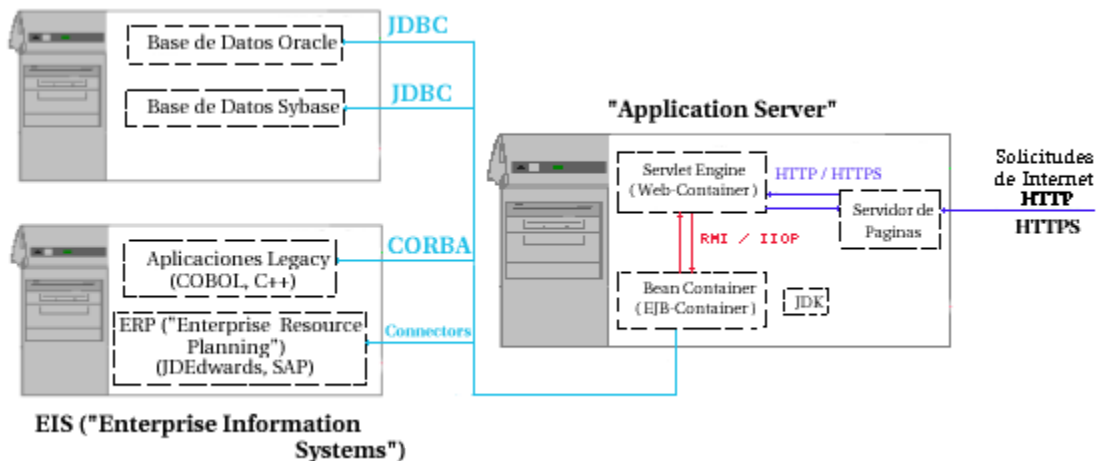 Base de Datos Oracle
JDBC
Base de Datos Sybase
JDBC
"Application Server"
Servlet Engine
(Web-Container)
HTTP / HTTPS
Servidor de
Paginas
Solicitudes
de Internet
HTTP
HTTPS
RMI / IIOP
Bean Container
(EJB-Container)
JDK
Aplicaciones Legacy
(COBOL, C++)
CORBA
ERP ("Enterprise Resource
Planning")
(JDEdwards, SAP)
Connectors
EIS ("Enterprise Information
Systems")